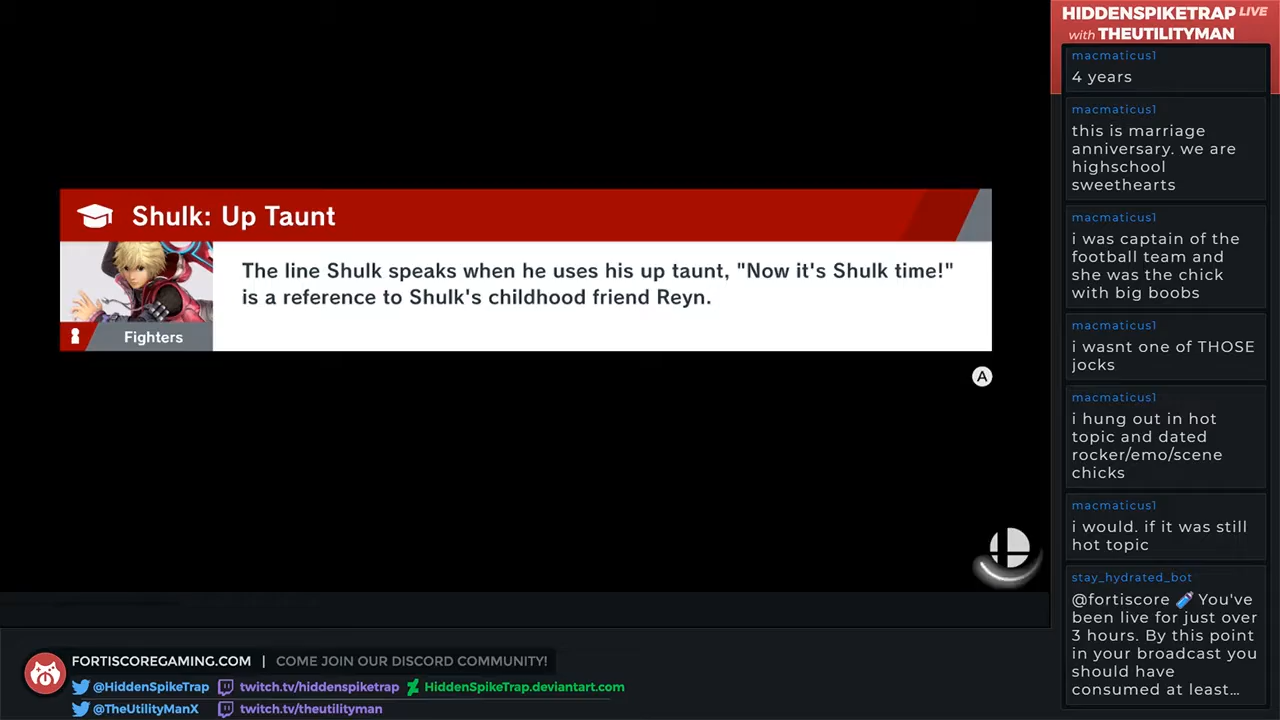 HIDDENSPIKETRAP LIVE
with THEUTILITYMAN
macmaticus1
4 years
macmaticus1
this is marriage
anniversary. we are
highschool
sweethearts
macmaticus1
i was captain of the
football team and
she was the chick
with big boobs
macmaticus1
i wasnt one of THOSE
jocks
macmaticus1
i hung out in hot
topic and dated
rocker/emo/scene
chicks
macmaticus1
i would. if it was still
hot topic
stay_hydrated_bot
@fortiscore You've
been live for just over
3 hours. By this point
in your broadcast you
should have
consumed at least…
Shulk: Up Taunt
The line Shulk speaks when he uses his up taunt, "Now it's Shulk time!"
is a reference to Shulk's childhood friend Reyn.
Fighters
A
FORTISCOREGAMING.COM | COME JOIN OUR DISCORD COMMUNITY!
@HiddenSpikeTrap twitch.tv/hiddenspiketrap HiddenSpikeTrap.deviantart.com
@TheUtilityManX twitch.tv/theutilityman